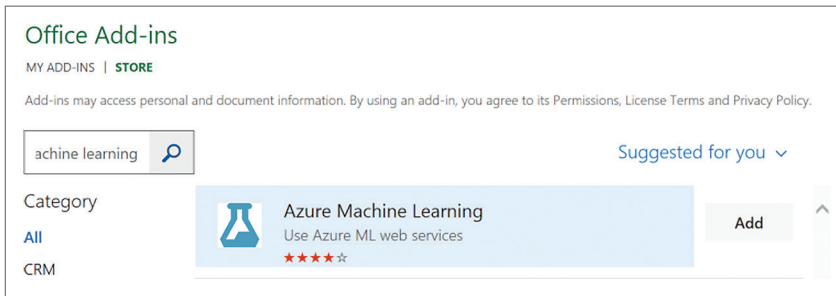 Office Add-ins
MY ADD-INS | STORE
Add-ins may access personal and document information. By using an add-in, you agree to its Permissions, License Terms and Privacy Policy.
achine learning
Suggested for you
Category
Azure Machine Learning
Add
All
Use Azure ML web services
CRM